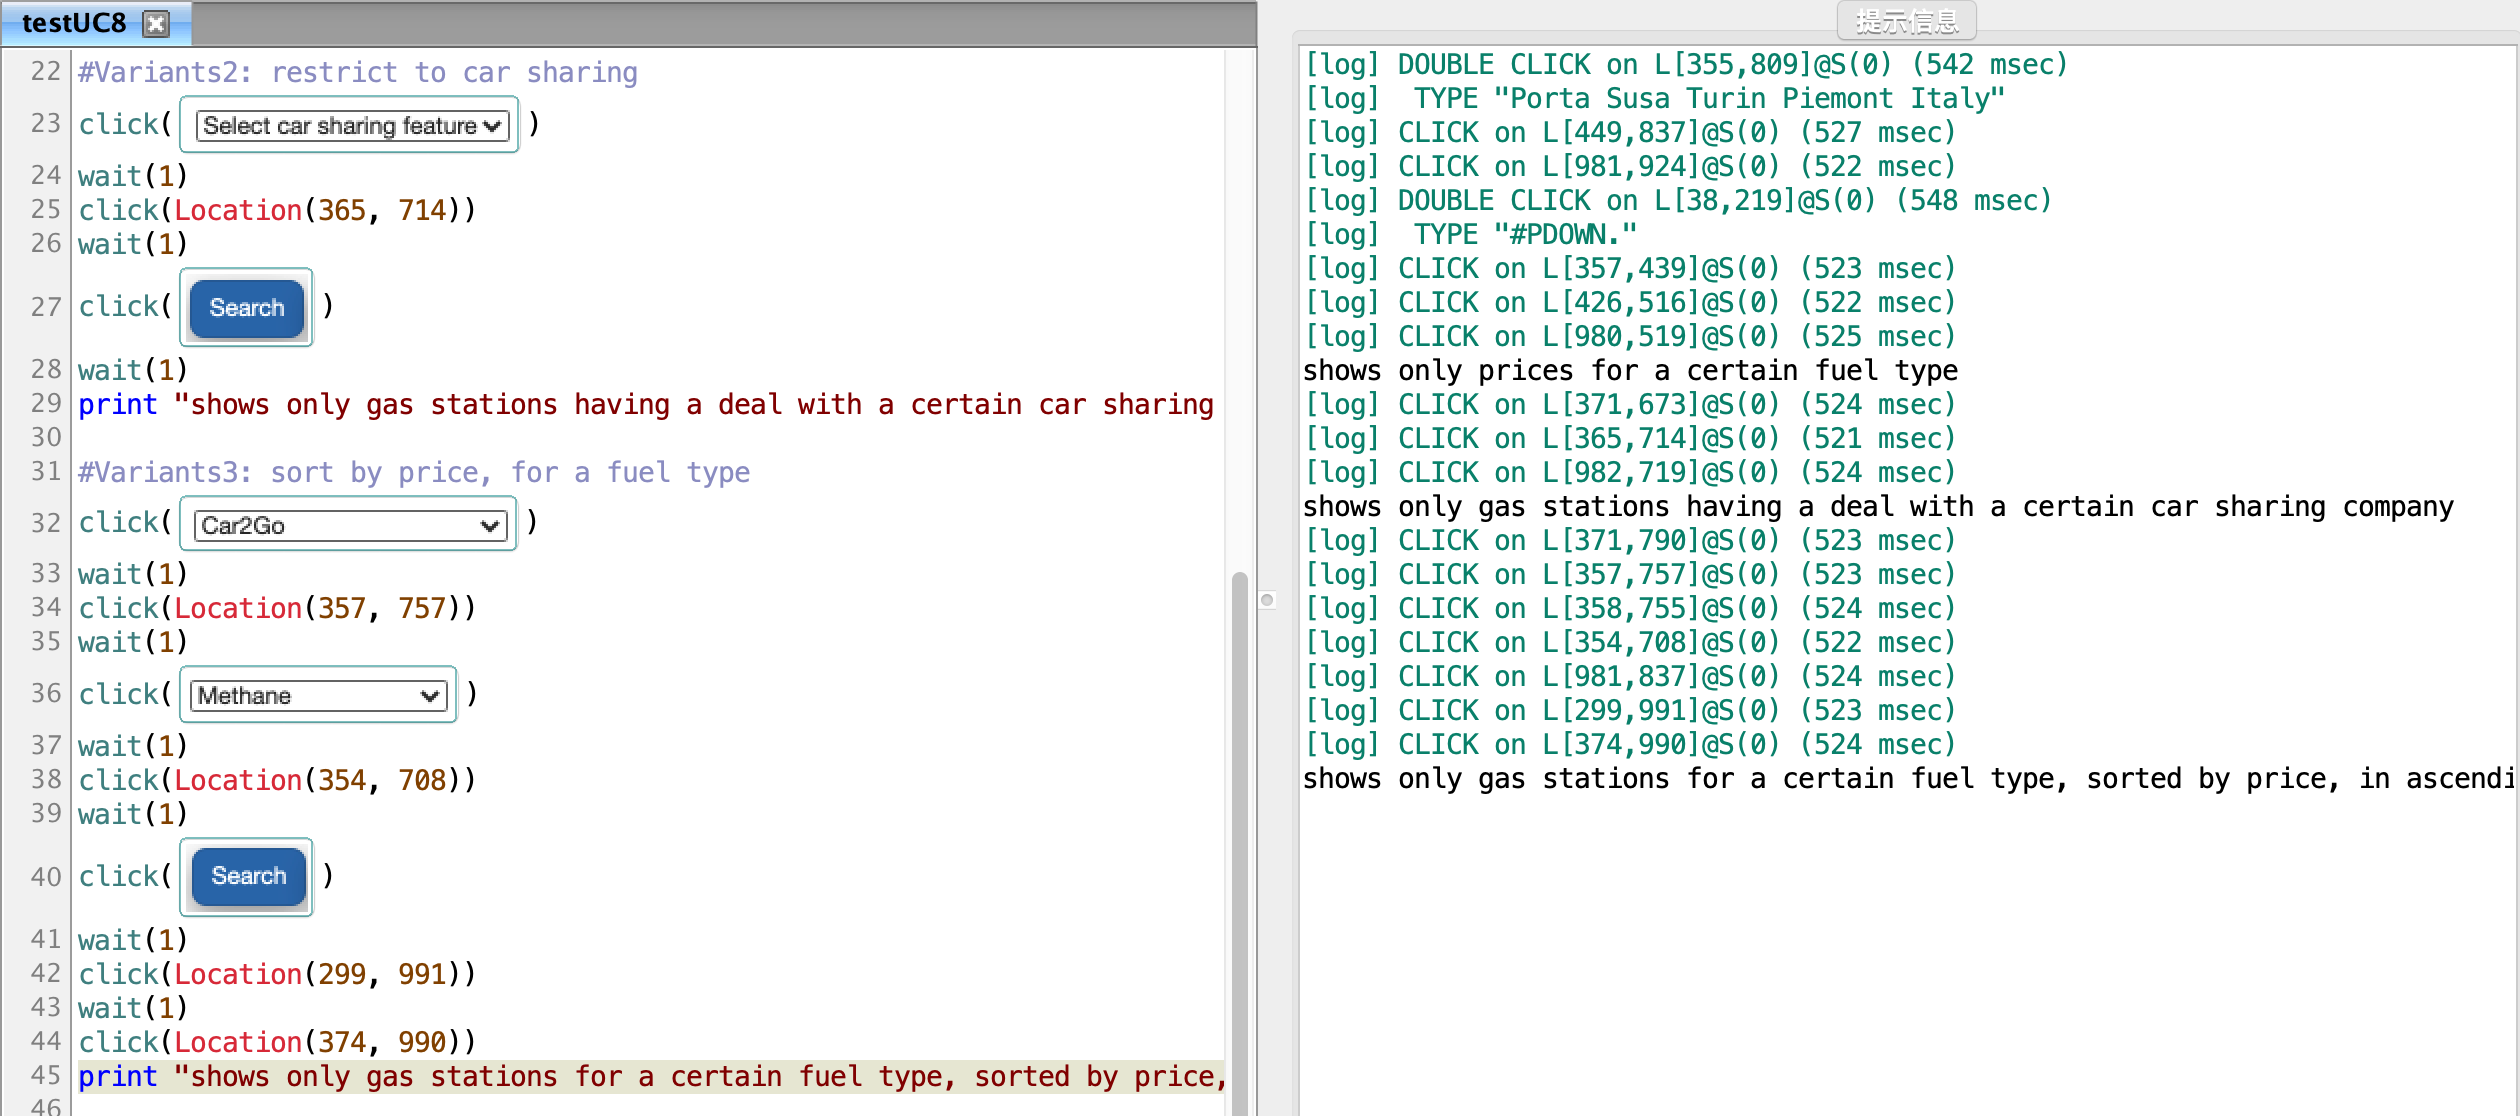 testUC8
22 #Variants2: restrict to car sharing
23 click( Select car sharing feature )
24 wait(1)
25 click(Location(365, 714))
26 wait(1)
27 click( Search )
28 wait(1)
29 print "shows only gas stations having a deal with a certain car sharing
30
31 #Variants3: sort by price, for a fuel type
32 click( Car2Go )
33 wait(1)
34 click(Location(357, 757))
35 wait(1)
36 click( Methane )
37 wait(1)
38 click(Location(354, 708))
39 wait(1)
40 click( Search )
41 wait(1)
42 click(Location(299, 991))
43 wait(1)
44 click(Location(374, 990))
45 print "shows only gas stations for a certain fuel type, sorted by price,
46
提示信息
[log] DOUBLE CLICK on L[355,809]@S(0) (542 msec)
[log]  TYPE "Porta Susa Turin Piemont Italy"
[log] CLICK on L[449,837]@S(0) (527 msec)
[log] CLICK on L[981,924]@S(0) (522 msec)
[log] DOUBLE CLICK on L[38,219]@S(0) (548 msec)
[log]  TYPE "#PDOWN."
[log] CLICK on L[357,439]@S(0) (523 msec)
[log] CLICK on L[426,516]@S(0) (522 msec)
[log] CLICK on L[980,519]@S(0) (525 msec)
shows only prices for a certain fuel type
[log] CLICK on L[371,673]@S(0) (524 msec)
[log] CLICK on L[365,714]@S(0) (521 msec)
[log] CLICK on L[982,719]@S(0) (524 msec)
shows only gas stations having a deal with a certain car sharing company
[log] CLICK on L[371,790]@S(0) (523 msec)
[log] CLICK on L[357,757]@S(0) (523 msec)
[log] CLICK on L[358,755]@S(0) (524 msec)
[log] CLICK on L[354,708]@S(0) (522 msec)
[log] CLICK on L[981,837]@S(0) (524 msec)
[log] CLICK on L[299,991]@S(0) (523 msec)
[log] CLICK on L[374,990]@S(0) (524 msec)
shows only gas stations for a certain fuel type, sorted by price, in ascendi